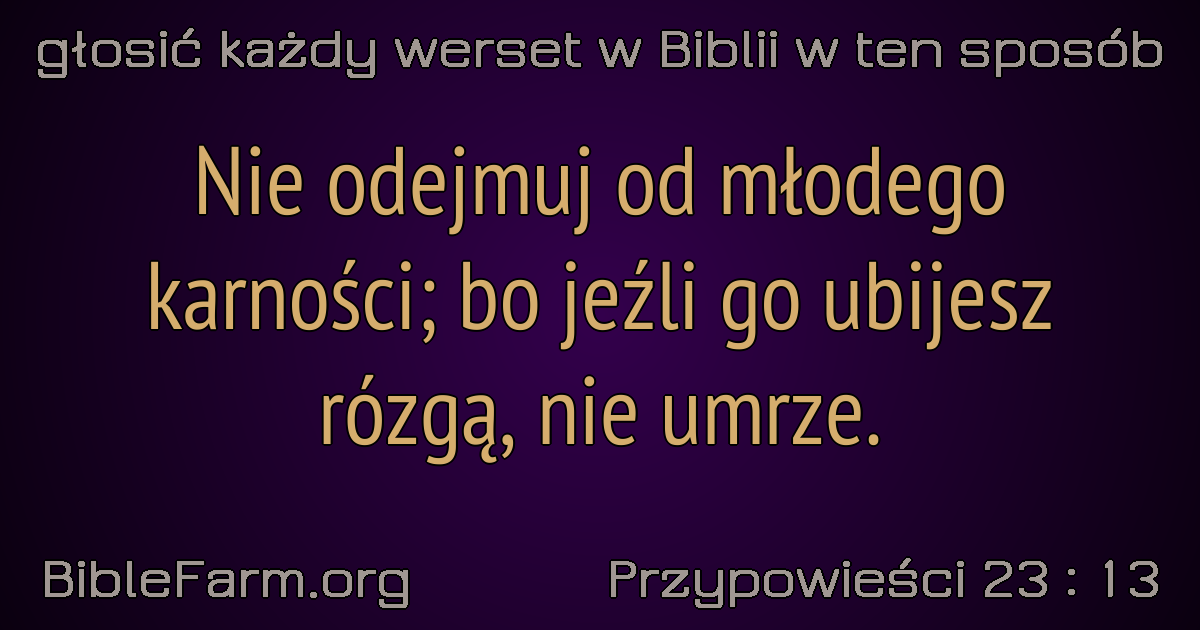 głosić każdy werset w Biblii w ten sposób
Nie odejmuj od młodego
karności; bo jeźli go ubijesz
rózgą, nie umrze.
BibleFarm.org
Przypowieści 23 : 13